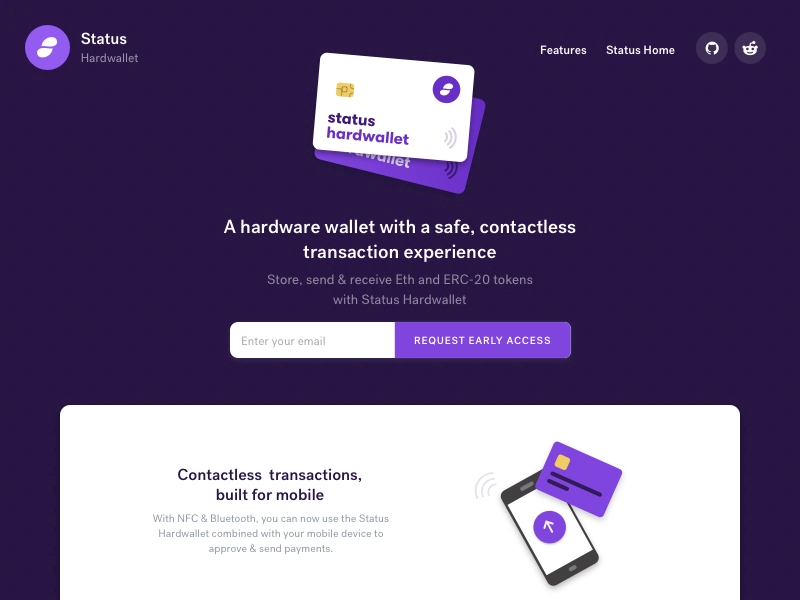 Status
Hardwallet
Features
Status Home
status
hardwallet
hardwallet
A hardware wallet with a safe, contactless
transaction experience
Store, send & receive Eth and ERC-20 tokens
with Status Hardwallet
Enter your email
REQUEST EARLY ACCESS
Contactless transactions,
built for mobile
With NFC & Bluetooth, you can now use the Status
Hardwallet combined with your mobile device to
approve & send payments.